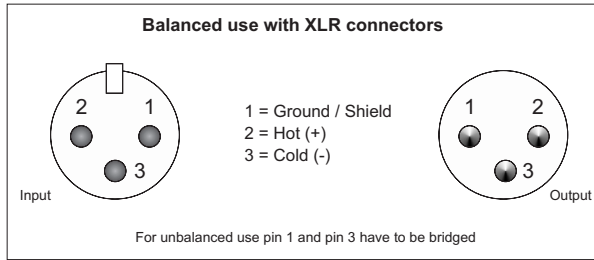 Balanced use with XLR connectors
2 1
3
Input
1 = Ground / Shield
2 = Hot (+)
3 = Cold (-)
1 2
3
Output
For unbalanced use pin 1 and pin 3 have to be bridged